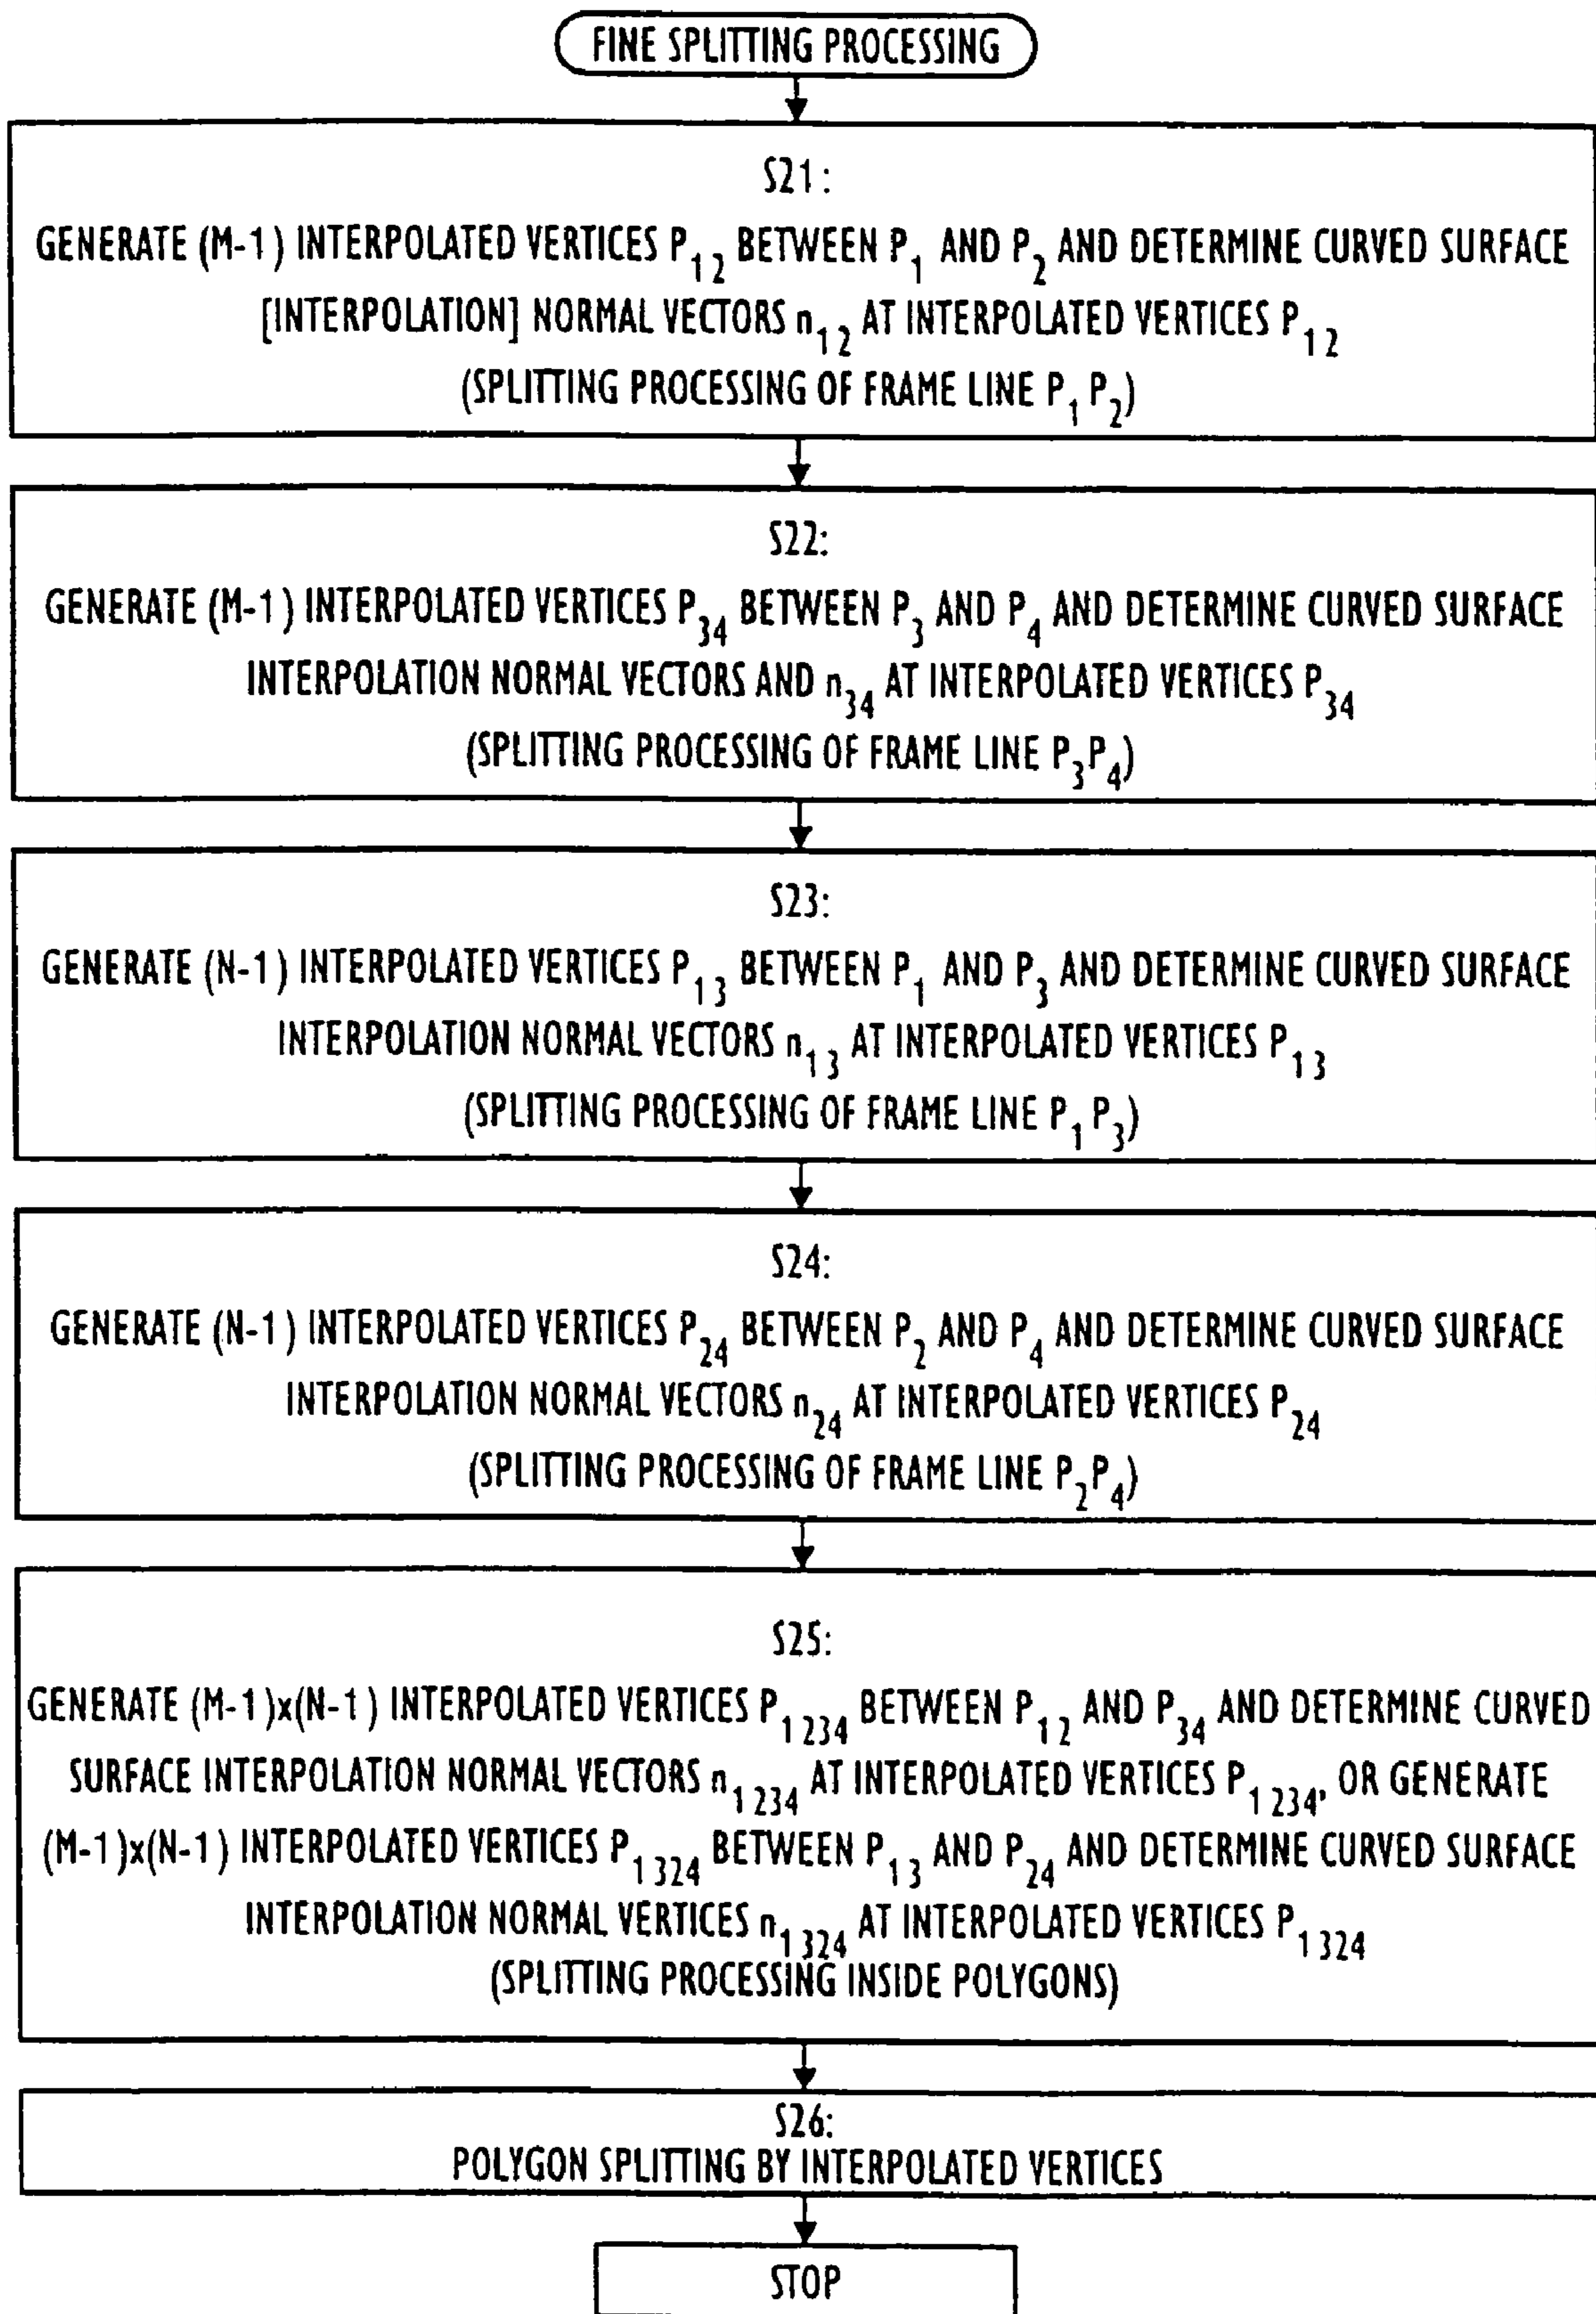 FINE SPLITTING PROCESSING
S21:
GENERATE (M-1) INTERPOLATED VERTICES P₁₂ BETWEEN P₁ AND P₂ AND DETERMINE CURVED SURFACE
[INTERPOLATION] NORMAL VECTORS n₁₂ AT INTERPOLATED VERTICES P₁₂
(SPLITTING PROCESSING OF FRAME LINE P₁ P₂)
S22:
GENERATE (M-1) INTERPOLATED VERTICES P₃₄ BETWEEN P₃ AND P₄ AND DETERMINE CURVED SURFACE
INTERPOLATION NORMAL VECTORS AND n₃₄ AT INTERPOLATED VERTICES P₃₄
(SPLITTING PROCESSING OF FRAME LINE P₃P₄)
S23:
GENERATE (N-1) INTERPOLATED VERTICES P₁₃ BETWEEN P₁ AND P₃ AND DETERMINE CURVED SURFACE
INTERPOLATION NORMAL VECTORS n₁₃ AT INTERPOLATED VERTICES P₁₃
(SPLITTING PROCESSING OF FRAME LINE P₁ P₃)
S24:
GENERATE (N-1) INTERPOLATED VERTICES P₂₄ BETWEEN P₂ AND P₄ AND DETERMINE CURVED SURFACE
INTERPOLATION NORMAL VECTORS n₂₄ AT INTERPOLATED VERTICES P₂₄
(SPLITTING PROCESSING OF FRAME LINE P₂P₄)
S25:
GENERATE (M-1)x(N-1) INTERPOLATED VERTICES P₁₂₃₄ BETWEEN P₁₂ AND P₃₄ AND DETERMINE CURVED
SURFACE INTERPOLATION NORMAL VECTORS n₁₂₃₄ AT INTERPOLATED VERTICES P₁₂₃₄, OR GENERATE
(M-1)x(N-1) INTERPOLATED VERTICES P₁₃₂₄ BETWEEN P₁₃ AND P₂₄ AND DETERMINE CURVED SURFACE
INTERPOLATION NORMAL VERTICES n₁₃₂₄ AT INTERPOLATED VERTICES P₁₃₂₄
(SPLITTING PROCESSING INSIDE POLYGONS)
S26:
POLYGON SPLITTING BY INTERPOLATED VERTICES
STOP